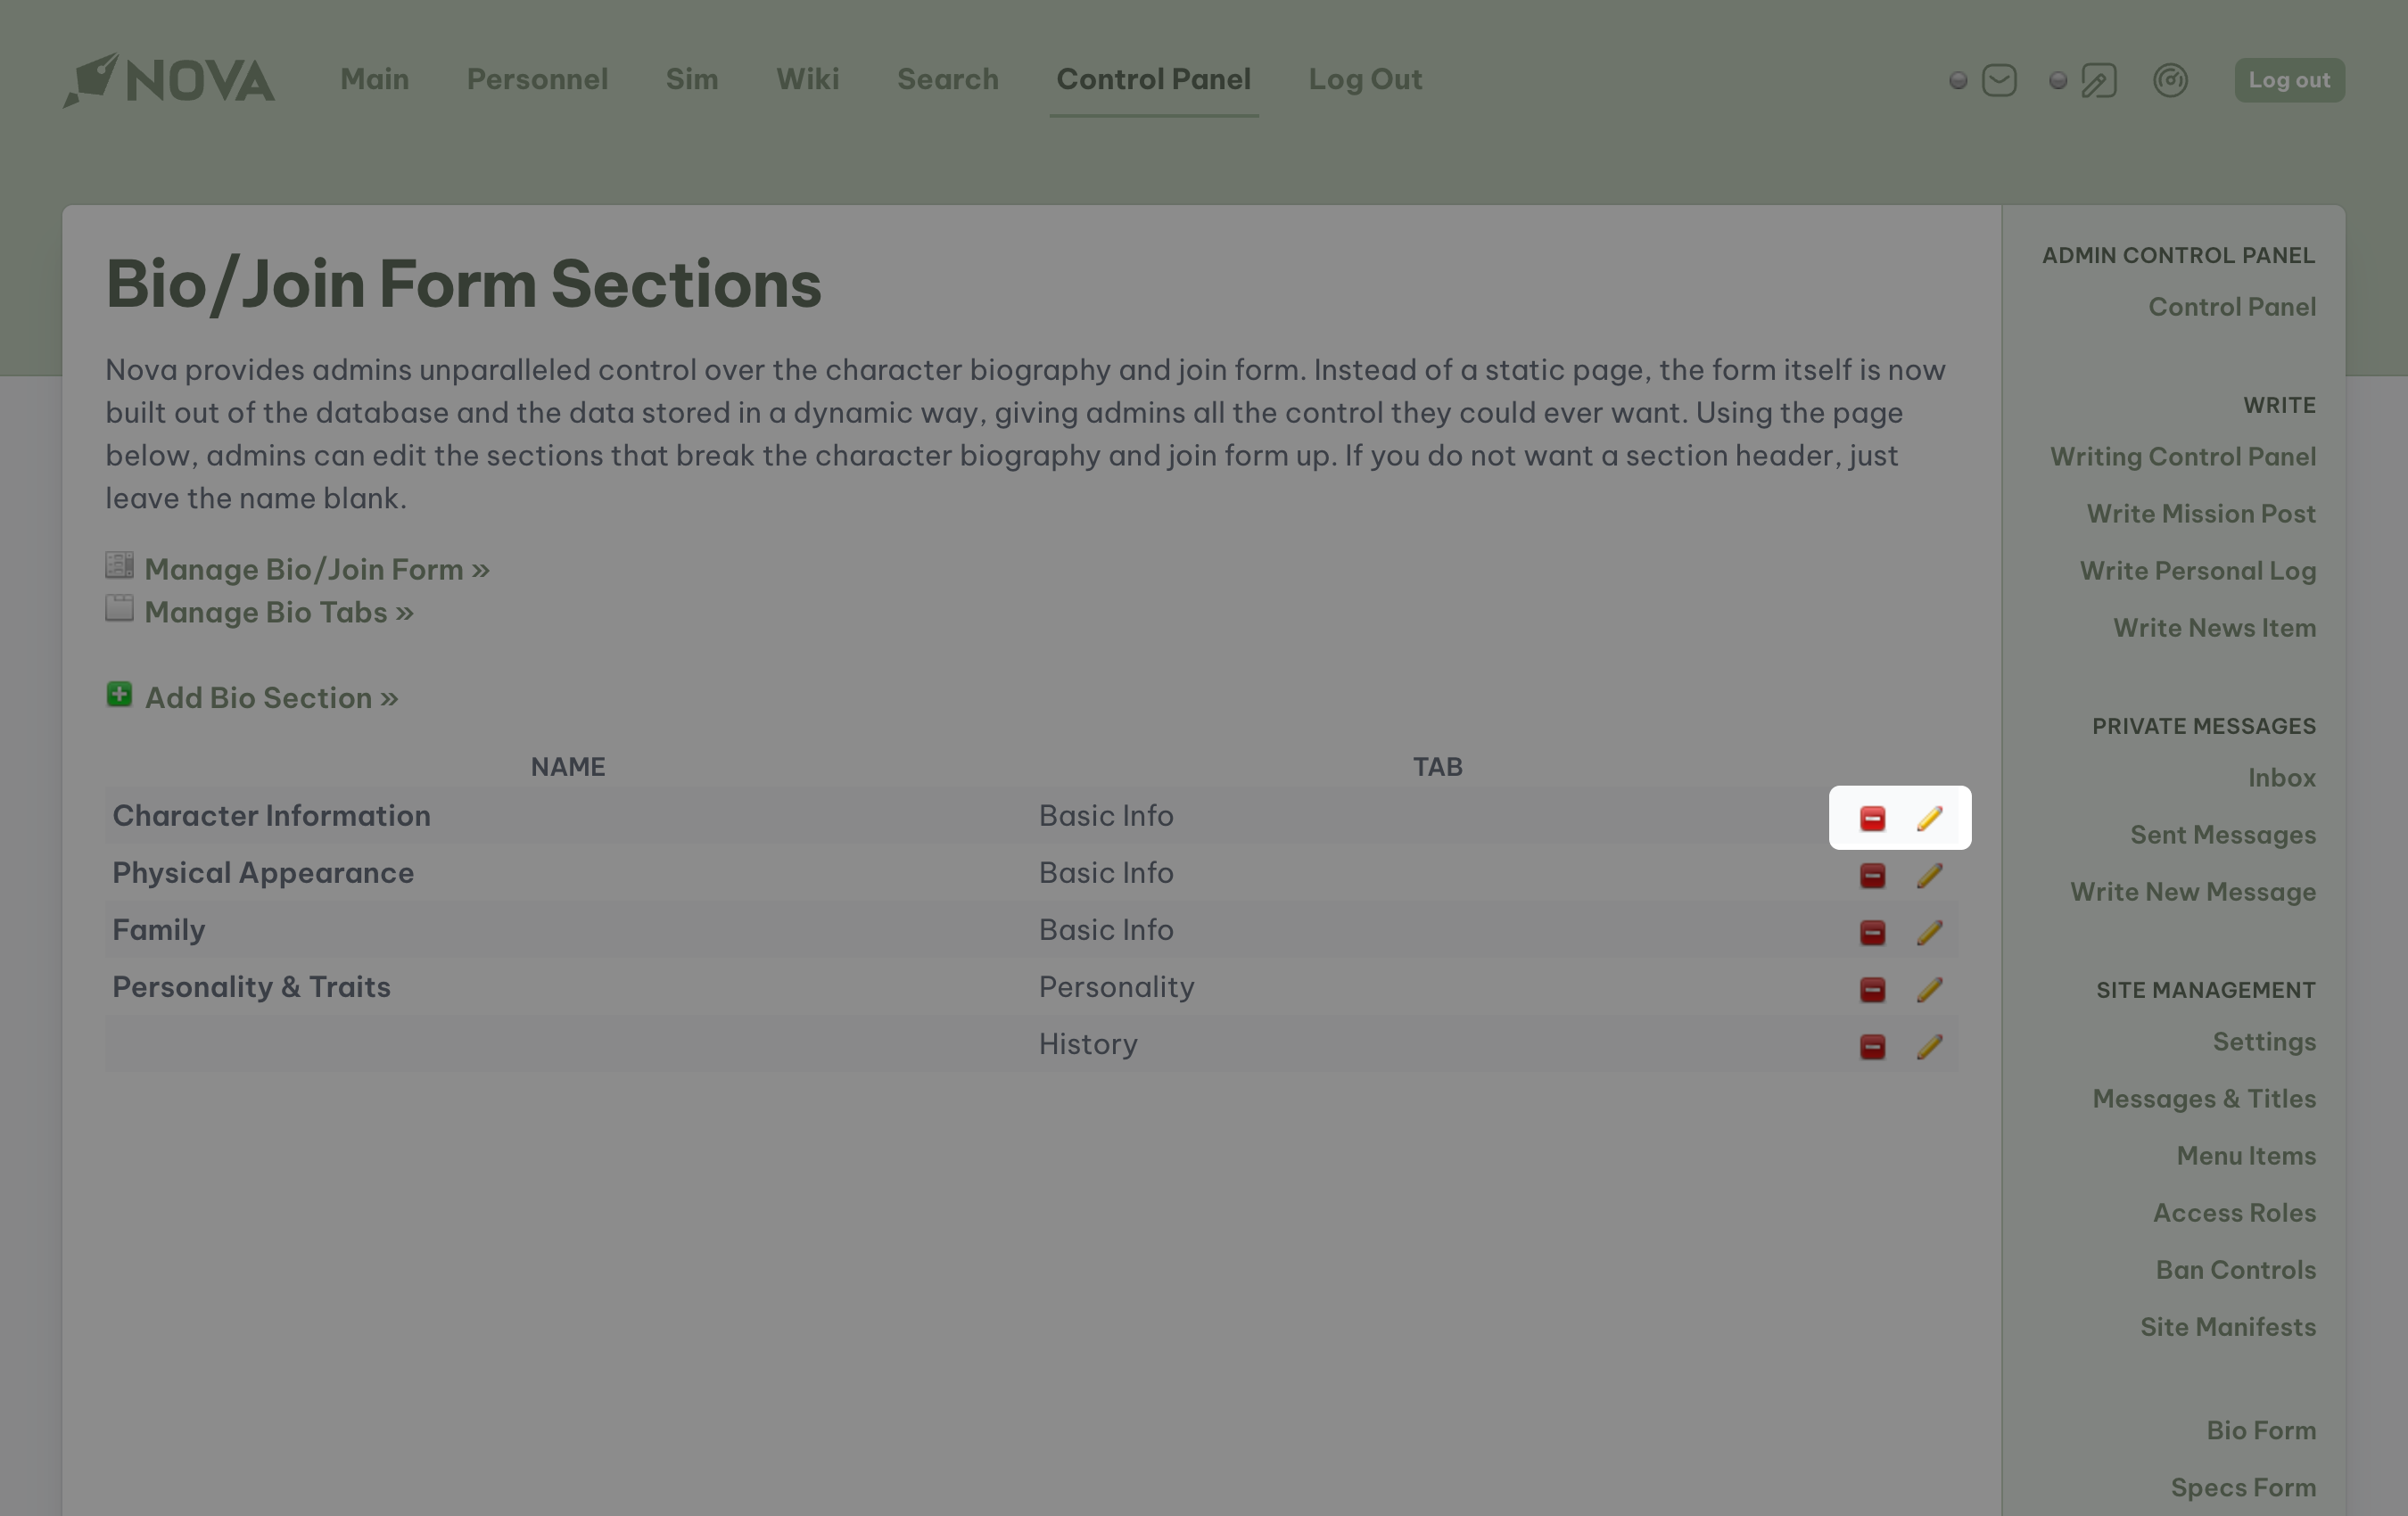 NOVA Main Personnel Sim Wiki Search Control Panel Log Out Log out
Bio/Join Form Sections
Nova provides admins unparalleled control over the character biography and join form. Instead of a static page, the form itself is now
built out of the database and the data stored in a dynamic way, giving admins all the control they could ever want. Using the page
below, admins can edit the sections that break the character biography and join form up. If you do not want a section header, just
leave the name blank.
Manage Bio/Join Form »
Manage Bio Tabs »
Add Bio Section »
NAME TAB
Character Information Basic Info
Physical Appearance Basic Info
Family Basic Info
Personality & Traits Personality
History
ADMIN CONTROL PANEL
Control Panel
WRITE
Writing Control Panel
Write Mission Post
Write Personal Log
Write News Item
PRIVATE MESSAGES
Inbox
Sent Messages
Write New Message
SITE MANAGEMENT
Settings
Messages & Titles
Menu Items
Access Roles
Ban Controls
Site Manifests
Bio Form
Specs Form